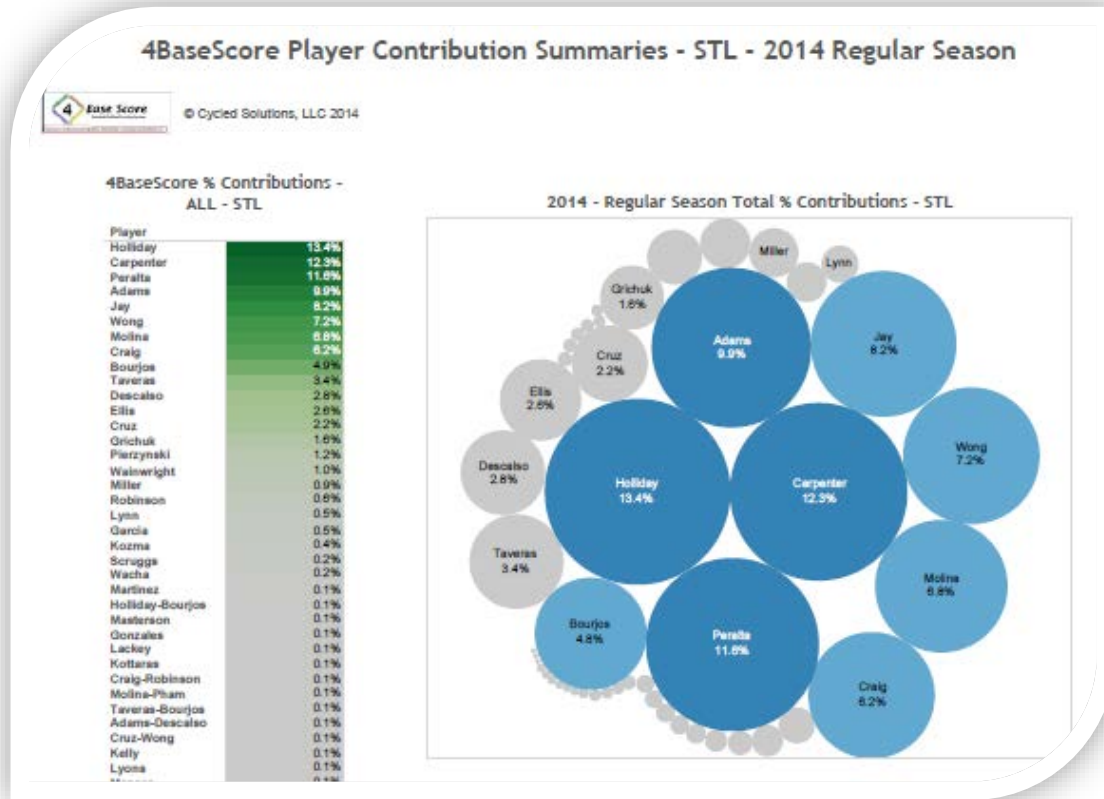 4BaseScore Player Contribution Summaries - STL - 2014 Regular Season
4 Base Score
© Cycled Solutions, LLC 2014
4BaseScore % Contributions -
ALL - STL
Player
Holliday 13.4%
Carpenter 12.3%
Peralta 11.6%
Adams 9.9%
Jay 8.2%
Wong 7.2%
Molina 6.8%
Craig 6.2%
Bourjos 4.9%
Taveras 3.4%
Descalso 2.8%
Ellis 2.6%
Cruz 2.2%
Grichuk 1.6%
Pierzynski 1.2%
Wainwright 1.0%
Miller 0.9%
Robinson 0.8%
Lynn 0.5%
Garcia 0.5%
Kozma 0.4%
Scruggs 0.2%
Wacha 0.2%
Martinez 0.1%
Holliday-Bourjos 0.1%
Masterson 0.1%
Gonzales 0.1%
Lackey 0.1%
Kottaras 0.1%
Craig-Robinson 0.1%
Molina-Pham 0.1%
Taveras-Bourjos 0.1%
Adams-Descalso 0.1%
Cruz-Wong 0.1%
Kelly 0.1%
Lyons 0.1%
2014 - Regular Season Total % Contributions - STL
Miller
Lynn
Grichuk
1.6%
Adams
9.9%
Jay
8.2%
Cruz
2.2%
Ellis
2.6%
Wong
7.2%
Descalso
2.8%
Holliday
13.4%
Carpenter
12.3%
Taveras
3.4%
Molina
6.8%
Bourjos
4.8%
Peralta
11.6%
Craig
6.2%